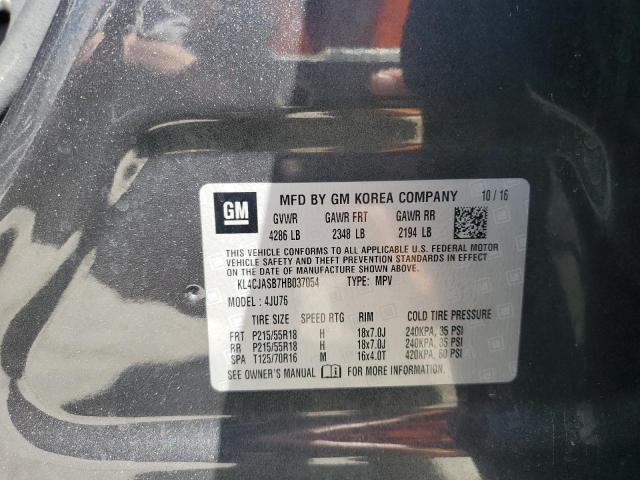 GM
MFD BY GM KOREA COMPANY 10/16
GVWR GAWR FRT GAWR RR
4286 LB 2348 LB 2194 LB
THIS VEHICLE CONFORMS TO ALL APPLICABLE U.S. FEDERAL MOTOR
VEHICLE SAFETY AND THEFT PREVENTION STANDARDS IN EFFECT
ON THE DATE OF MANUFACTURE SHOWN ABOVE.
KL4CJASB7HB037054 TYPE: MPV
MODEL: 4JU76
TIRE SIZE SPEED RTG RIM COLD TIRE PRESSURE
FRT P215/55R18 H 18x7.0J 240KPA, 35 PSI
RR P215/55R18 H 18x7.0J 240KPA, 35 PSI
SPA T125/70R16 M 16x4.0T 420KPA, 60 PSI
SEE OWNER'S MANUAL FOR MORE INFORMATION.